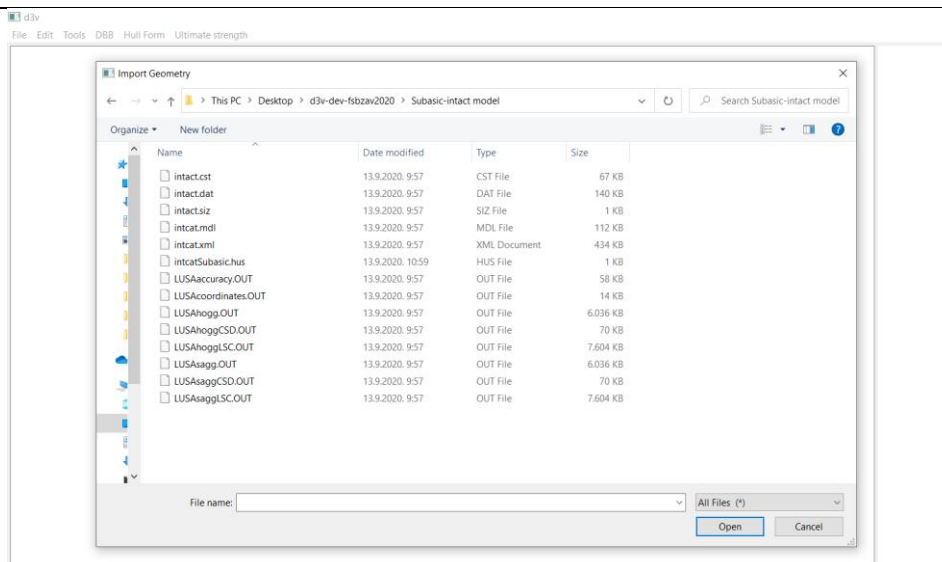 d3v
File Edit Tools DBB Hull Form Ultimate strength
Import Geometry
This PC > Desktop > d3v-dev-fsbzav2020 > Subasic-intact model
Search Subasic-intact model
Organize New folder
Name Date modified Type Size
intact.cst 13.9.2020. 9:57 CST File 67 KB
intact.dat 13.9.2020. 9:57 DAT File 140 KB
intact.siz 13.9.2020. 9:57 SIZ File 1 KB
intcat.mdl 13.9.2020. 9:57 MDL File 112 KB
intcat.xml 13.9.2020. 9:57 XML Document 434 KB
intcatSubasic.hus 13.9.2020. 10:59 HUS File 1 KB
LUSAaccuracy.OUT 13.9.2020. 9:57 OUT File 58 KB
LUSAcoordinates.OUT 13.9.2020. 9:57 OUT File 14 KB
LUSAhogg.OUT 13.9.2020. 9:57 OUT File 6.036 KB
LUSAhoggCSD.OUT 13.9.2020. 9:57 OUT File 70 KB
LUSAhoggLSC.OUT 13.9.2020. 9:57 OUT File 7.604 KB
LUSAsagg.OUT 13.9.2020. 9:57 OUT File 6.036 KB
LUSAsaggCSD.OUT 13.9.2020. 9:57 OUT File 70 KB
LUSAsaggLSC.OUT 13.9.2020. 9:57 OUT File 7.604 KB
File name: All Files (*)
Open Cancel